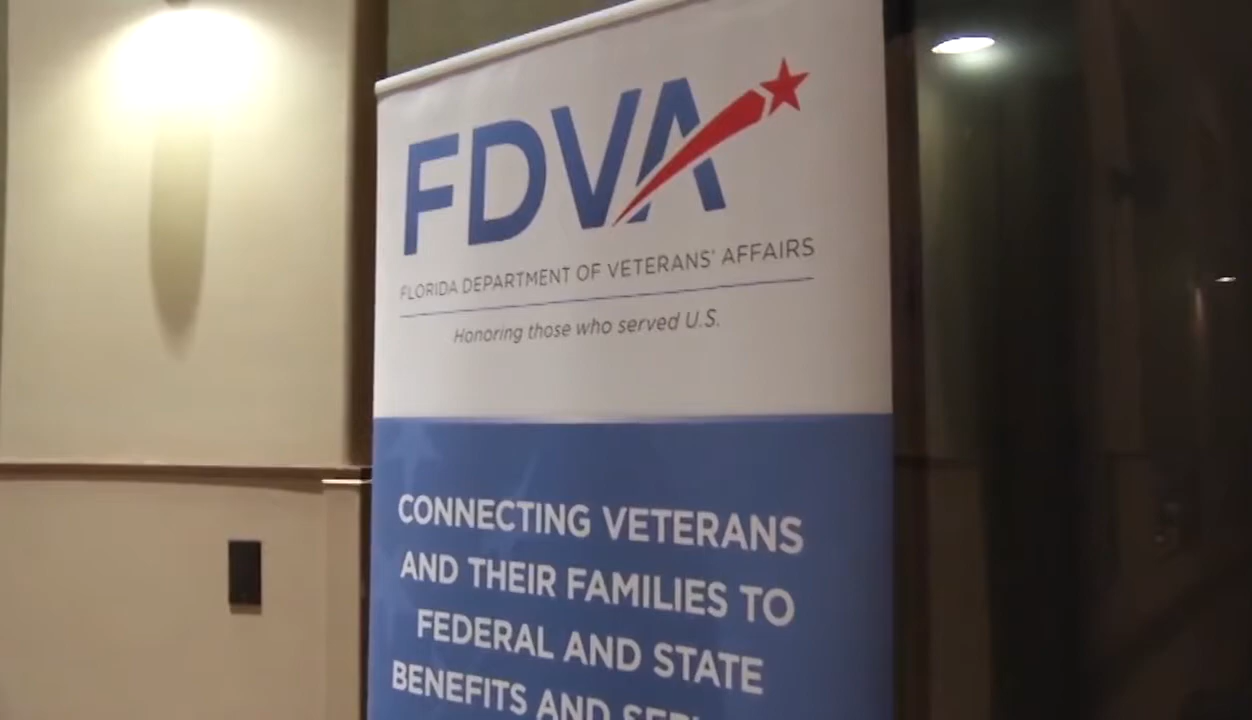 FDVA
FLORIDA DEPARTMENT OF VETERANS' AFFAIRS
Honoring those who served U.S.
CONNECTING VETERANS
AND THEIR FAMILIES TO
FEDERAL AND STATE
BENEFITS AND